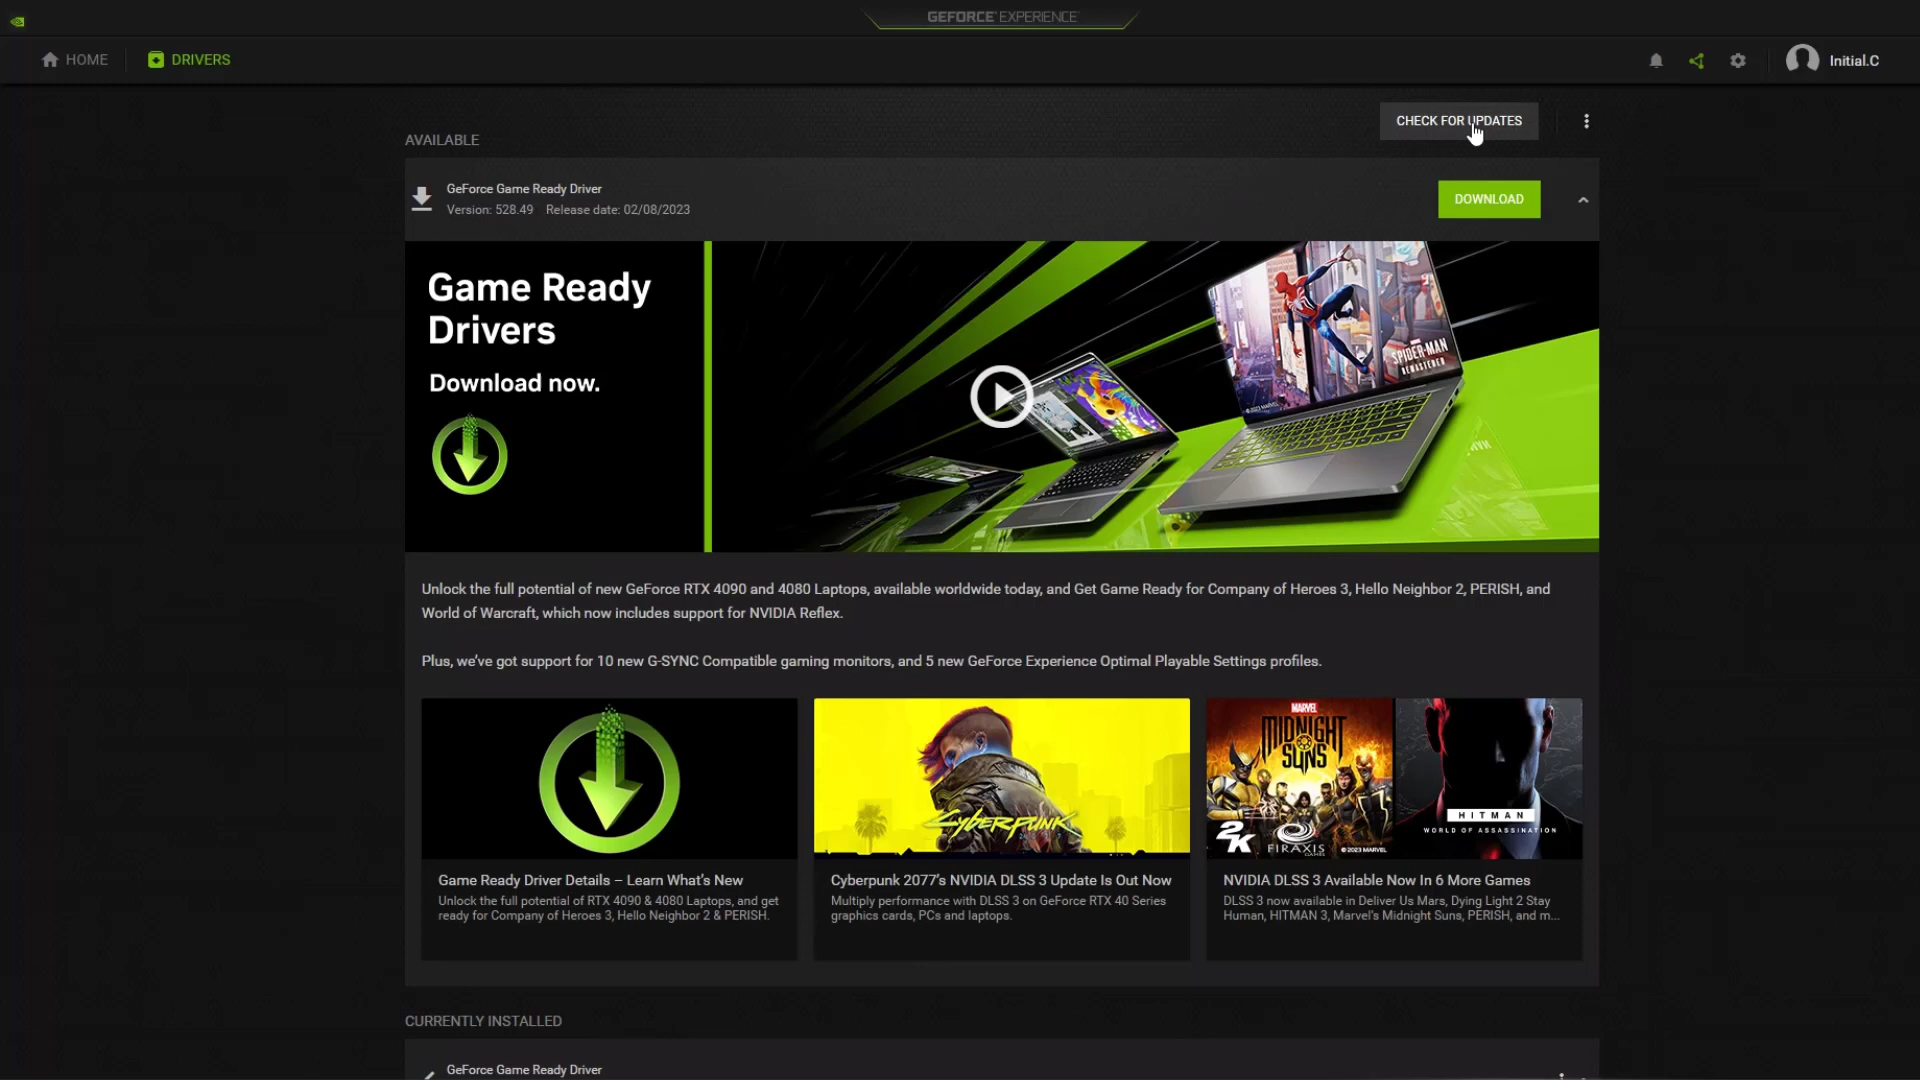 GEFORCE EXPERIENCE
HOME
DRIVERS
Initial.C
CHECK FOR UPDATES
AVAILABLE
GeForce Game Ready Driver
Version: 528.49 Release date: 02/08/2023
DOWNLOAD
Game Ready
Drivers
Download now.
MARVEL
SPIDER-MAN
REMASTERED
Unlock the full potential of new GeForce RTX 4090 and 4080 Laptops, available worldwide today, and Get Game Ready for Company of Heroes 3, Hello Neighbor 2, PERISH, and
World of Warcraft, which now includes support for NVIDIA Reflex.
Plus, we've got support for 10 new G-SYNC Compatible gaming monitors, and 5 new GeForce Experience Optimal Playable Settings profiles.
Cyberpunk
MARVEL
MIDNIGHT
SUNS
2K
FIRAXIS
GAMES
© 2023 MARVEL
HITMAN
WORLD OF ASSASSINATION
Game Ready Driver Details – Learn What's New
Unlock the full potential of RTX 4090 & 4080 Laptops, and get
ready for Company of Heroes 3, Hello Neighbor 2 & PERISH.
Cyberpunk 2077's NVIDIA DLSS 3 Update Is Out Now
Multiply performance with DLSS 3 on GeForce RTX 40 Series
graphics cards, PCs and laptops.
NVIDIA DLSS 3 Available Now In 6 More Games
DLSS 3 now available in Deliver Us Mars, Dying Light 2 Stay
Human, HITMAN 3, Marvel's Midnight Suns, PERISH, and m...
CURRENTLY INSTALLED
GeForce Game Ready Driver